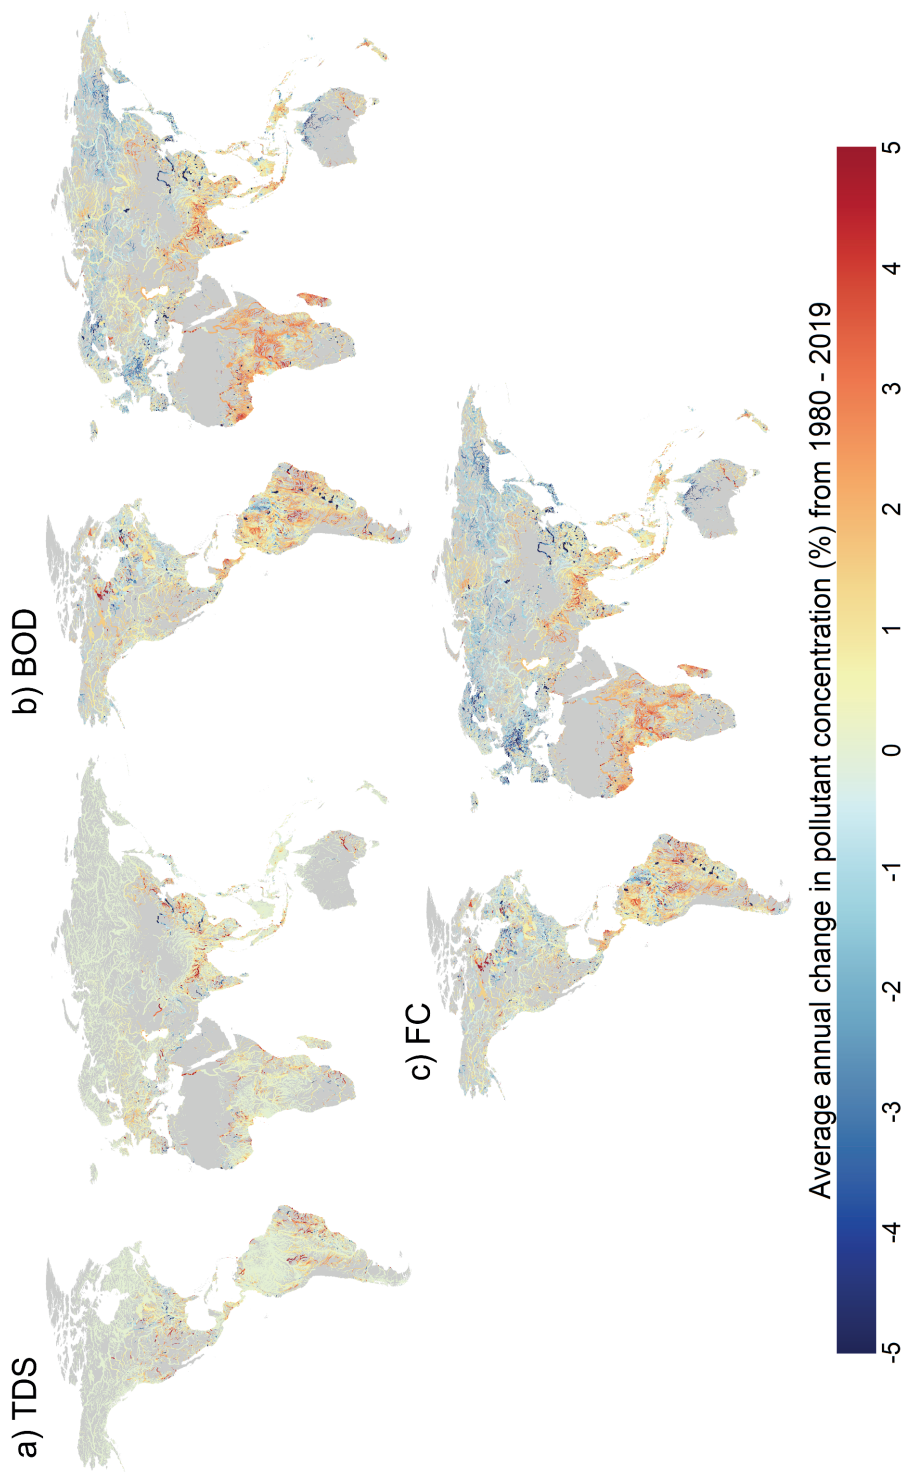 a) TDS
b) BOD
c) FC
Average annual change in pollutant concentration (%) from 1980 - 2019
-5 -4 -3 -2 -1 0 1 2 3 4 5